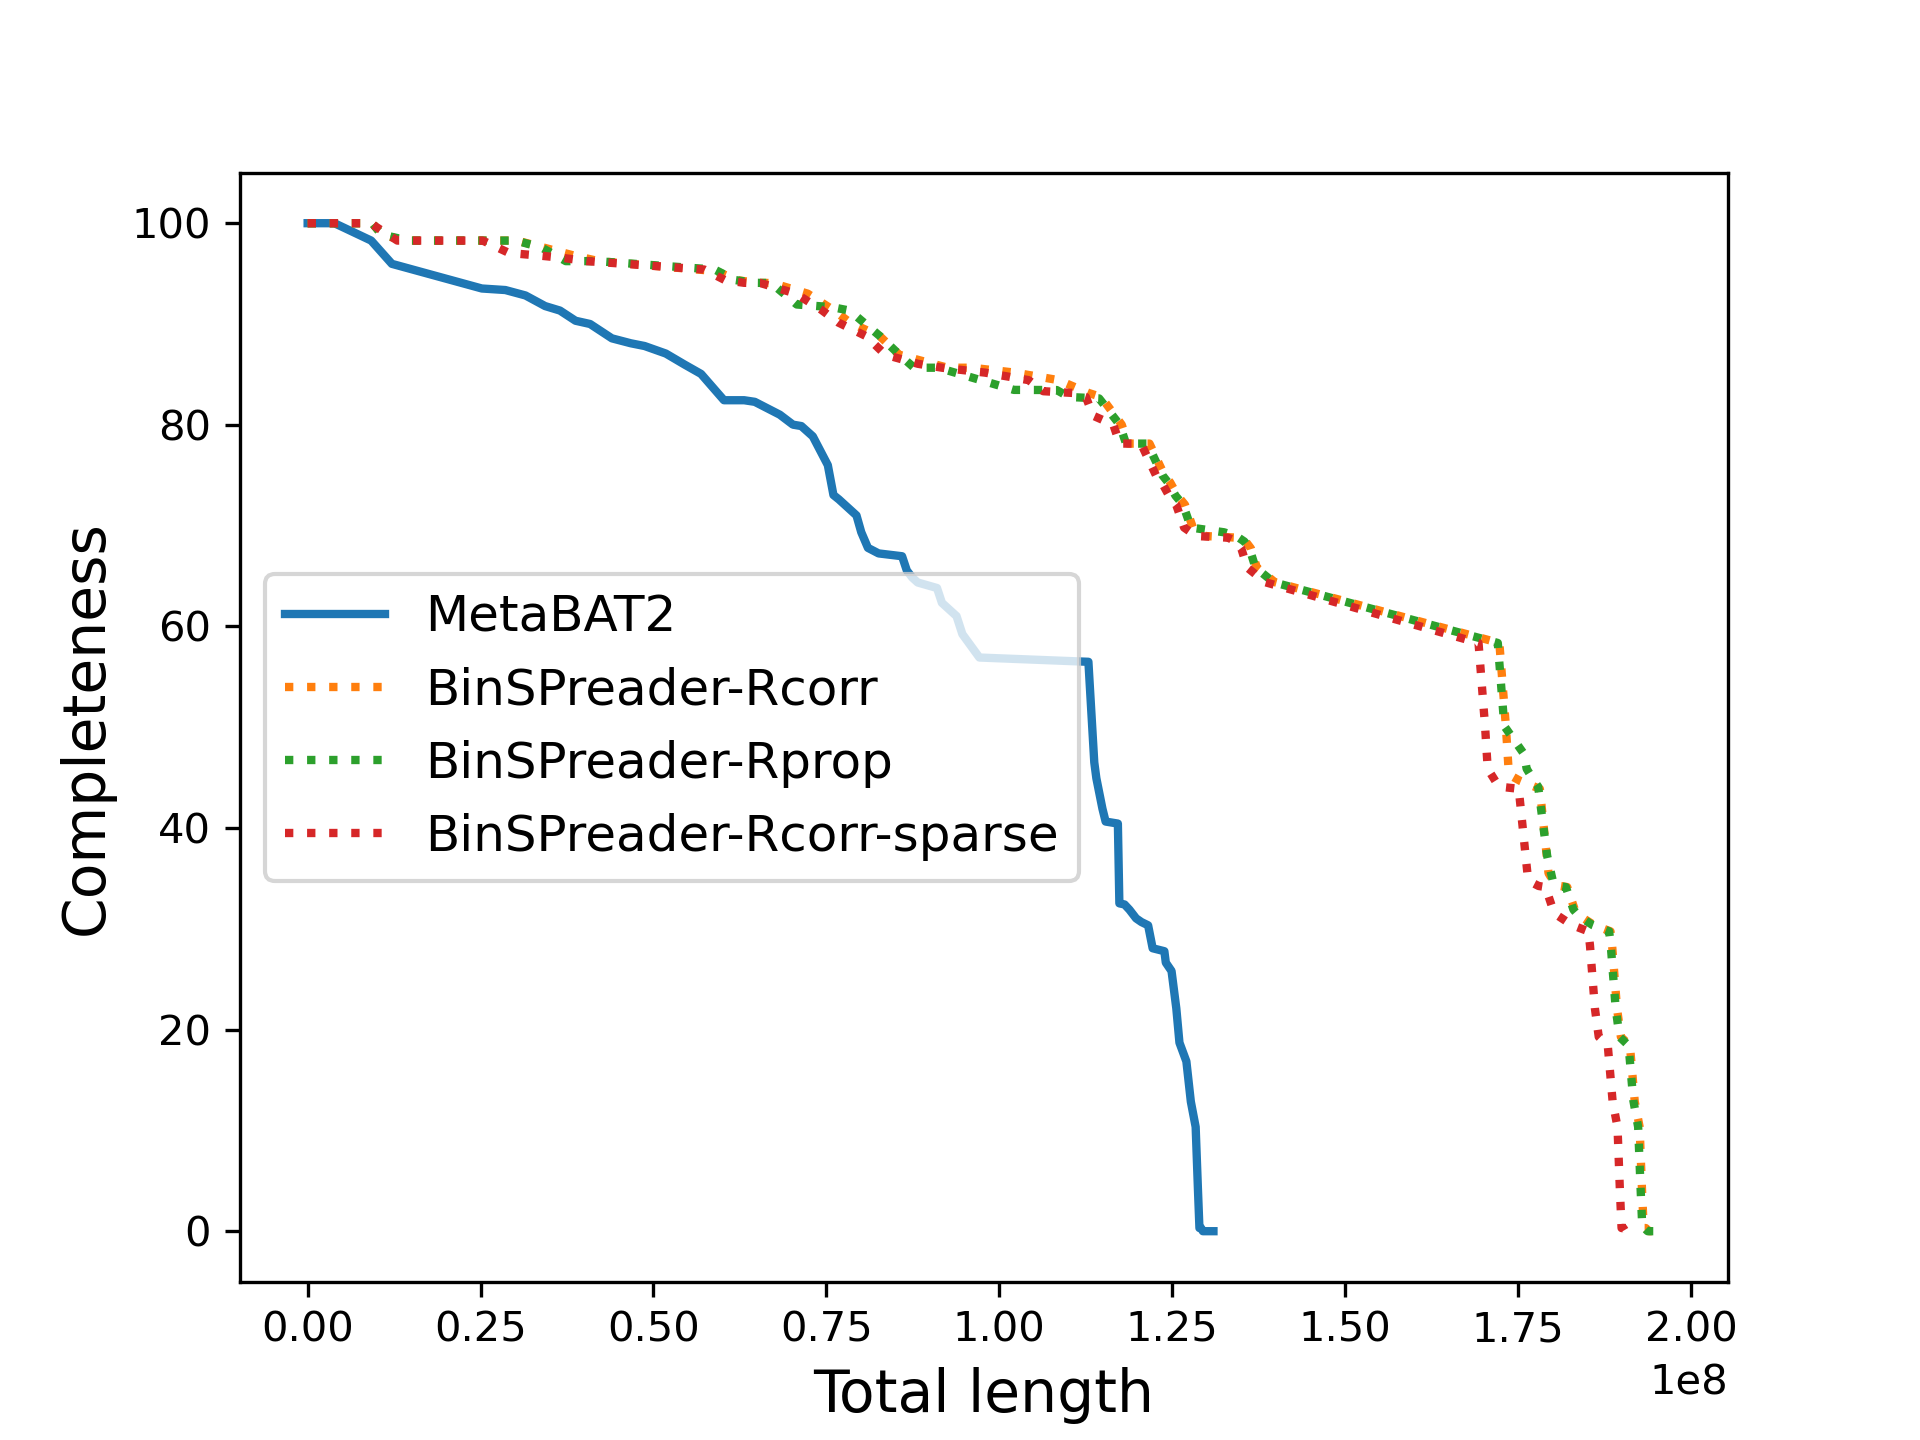 100
80
60
40
20
0
Completeness
MetaBAT2
BinSPreader-Rcorr
BinSPreader-Rprop
BinSPreader-Rcorr-sparse
0.00 0.25 0.50 0.75 1.00 1.25 1.50 1.75 2.00
1e8
Total length